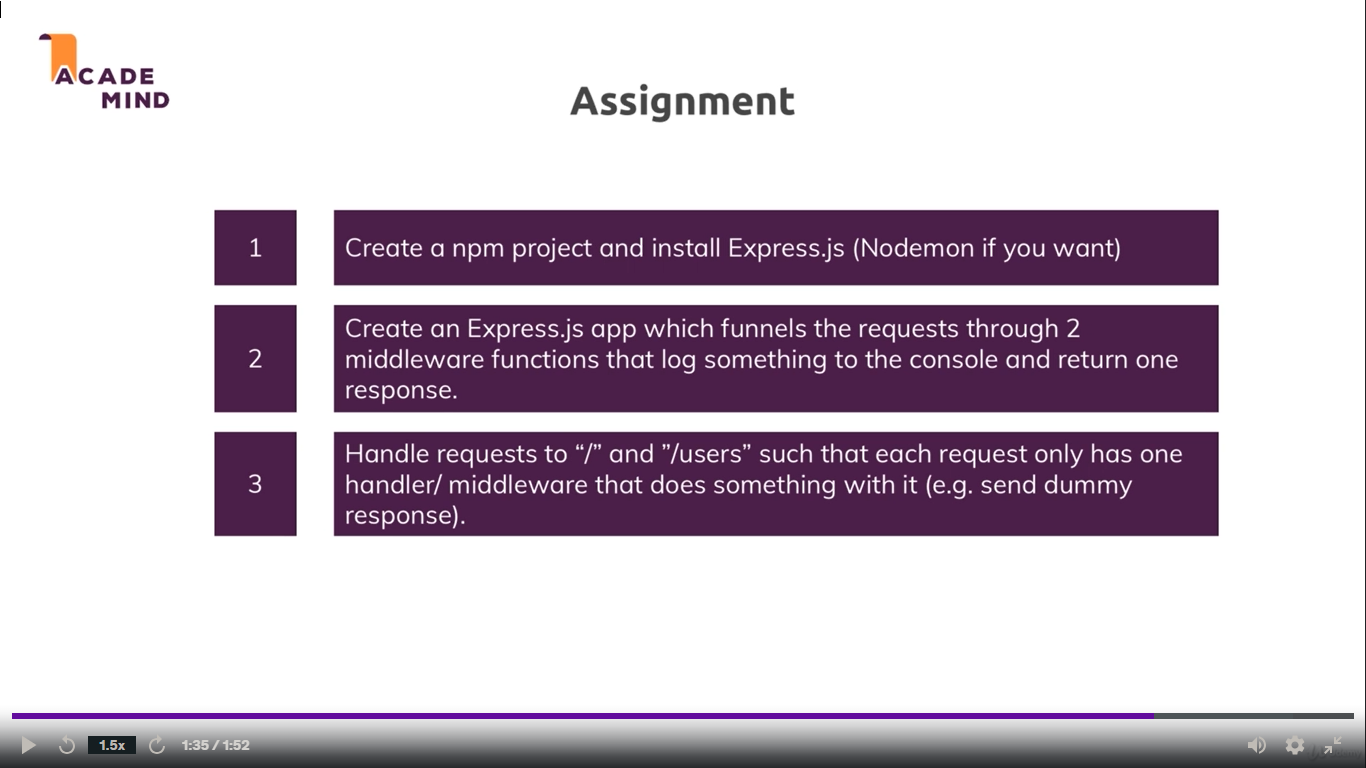 ACADE
MIND
Assignment
1
Create a npm project and install Express.js (Nodemon if you want)
2
Create an Express.js app which funnels the requests through 2
middleware functions that log something to the console and return one
response.
3
Handle requests to “/” and ”/users” such that each request only has one
handler/ middleware that does something with it (e.g. send dummy
response).
1.5x
1:35 / 1:52